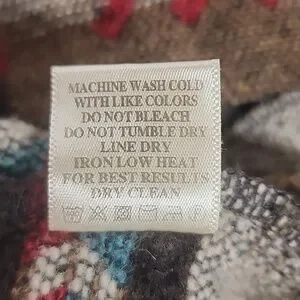 MACHINE WASH COLD
WITH LIKE COLORS
DO NOT BLEACH
DO NOT TUMBLE DRY
LINE DRY
IRON LOW HEAT
FOR BEST RESULTS
DRY CLEAN